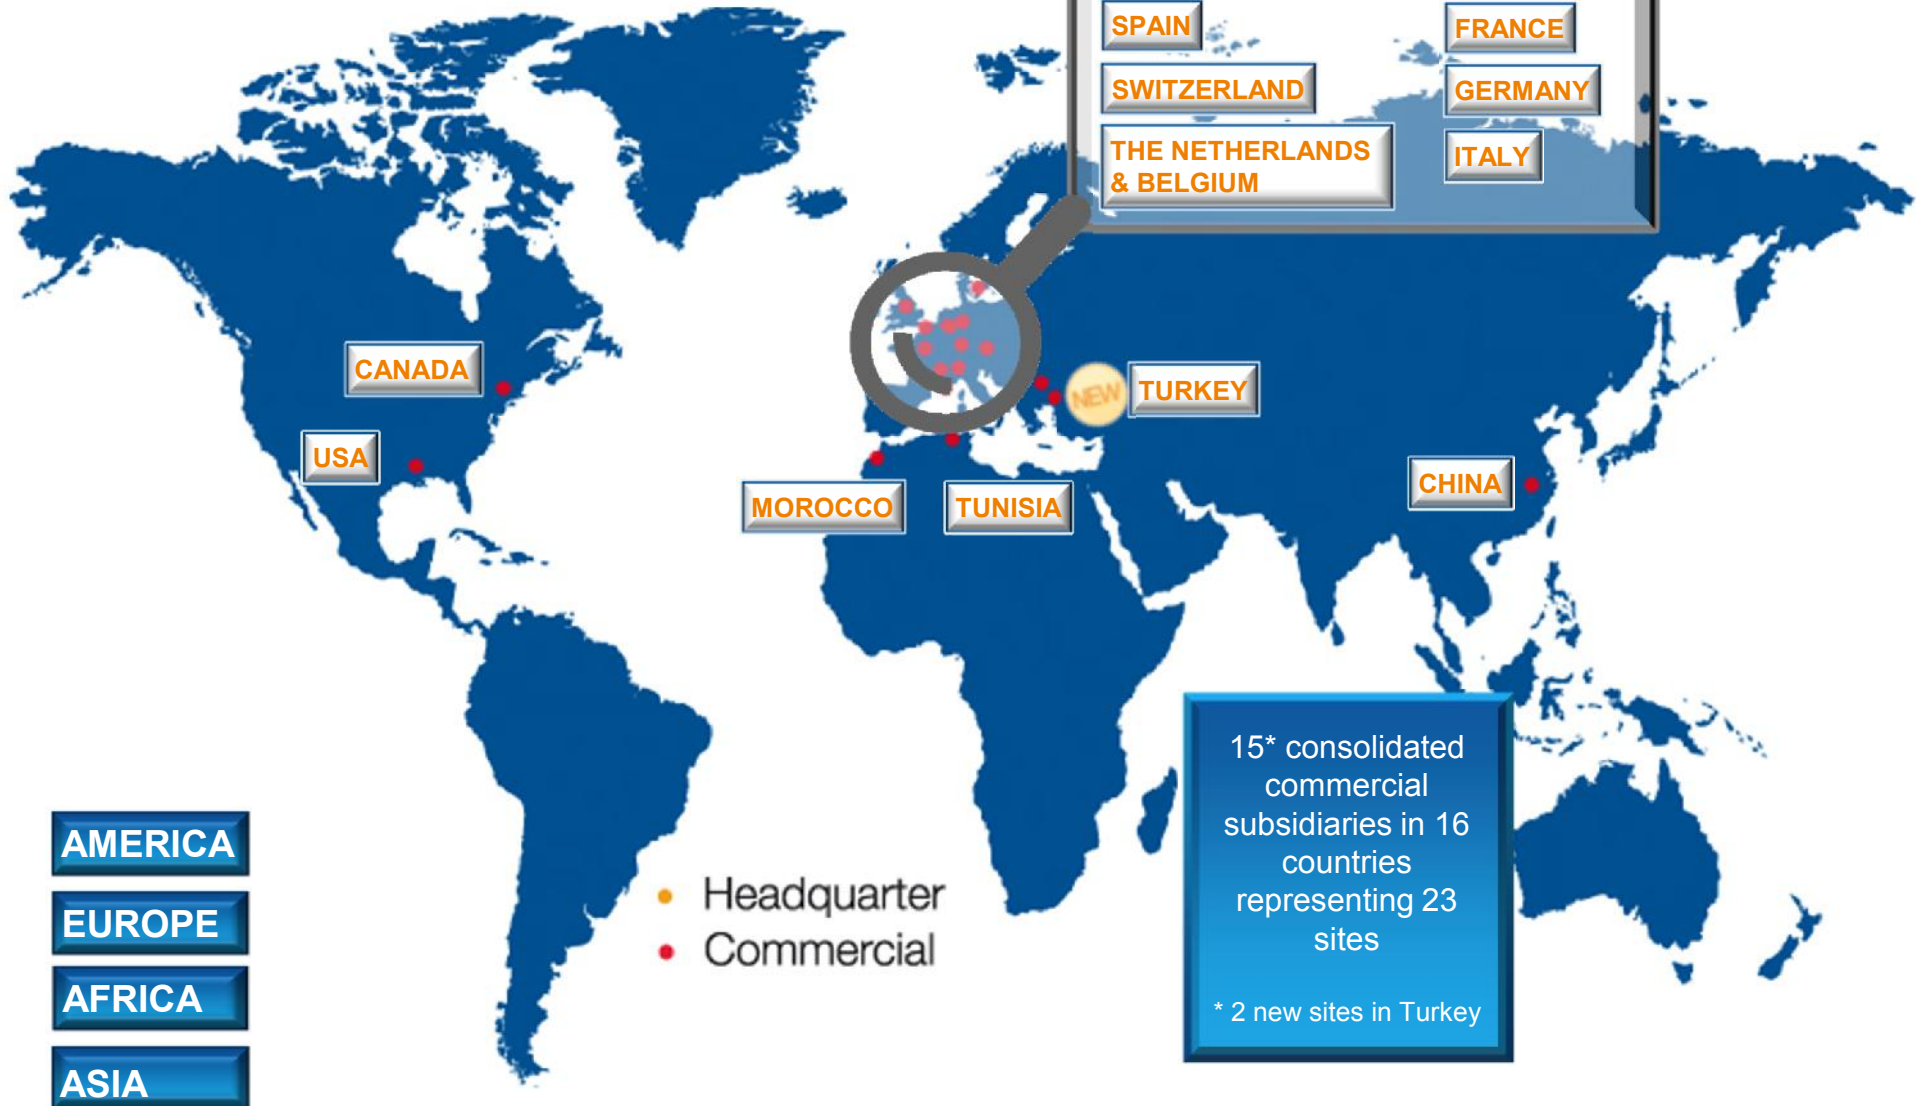 SPAIN
FRANCE
SWITZERLAND
GERMANY
THE NETHERLANDS
& BELGIUM
ITALY
CANADA
NEW
TURKEY
USA
CHINA
MOROCCO
TUNISIA
15* consolidated
commercial
subsidiaries in 16
countries
representing 23
sites
* 2 new sites in Turkey
AMERICA
EUROPE
AFRICA
ASIA
Headquarter
Commercial